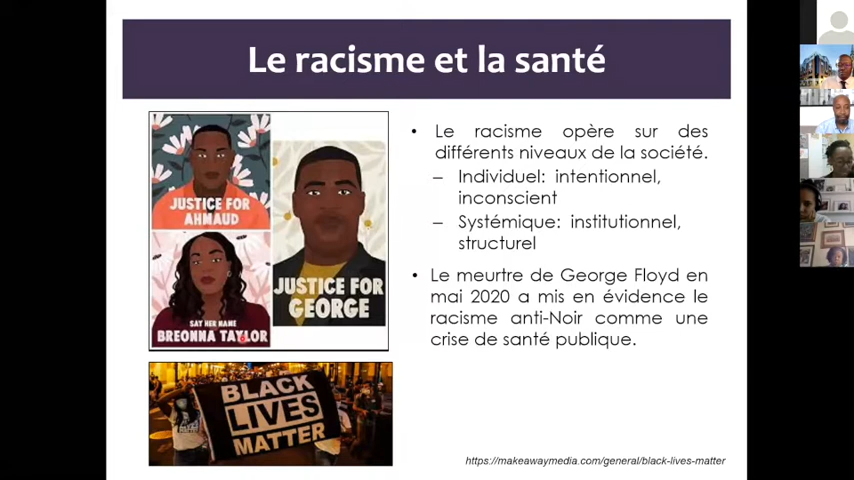 Le racisme et la santé
JUSTICE FOR
AHMAUD
JUSTICE FOR
GEORGE
SAY HER NAME
BREONNA TAYLOR
BLACK
LIVES
MATTER
• Le racisme opère sur des
différents niveaux de la société.
– Individuel: intentionnel,
inconscient
– Systémique: institutionnel,
structurel
• Le meurtre de George Floyd en
mai 2020 a mis en évidence le
racisme anti-Noir comme une
crise de santé publique.
https://makeawaymedia.com/general/black-lives-matter